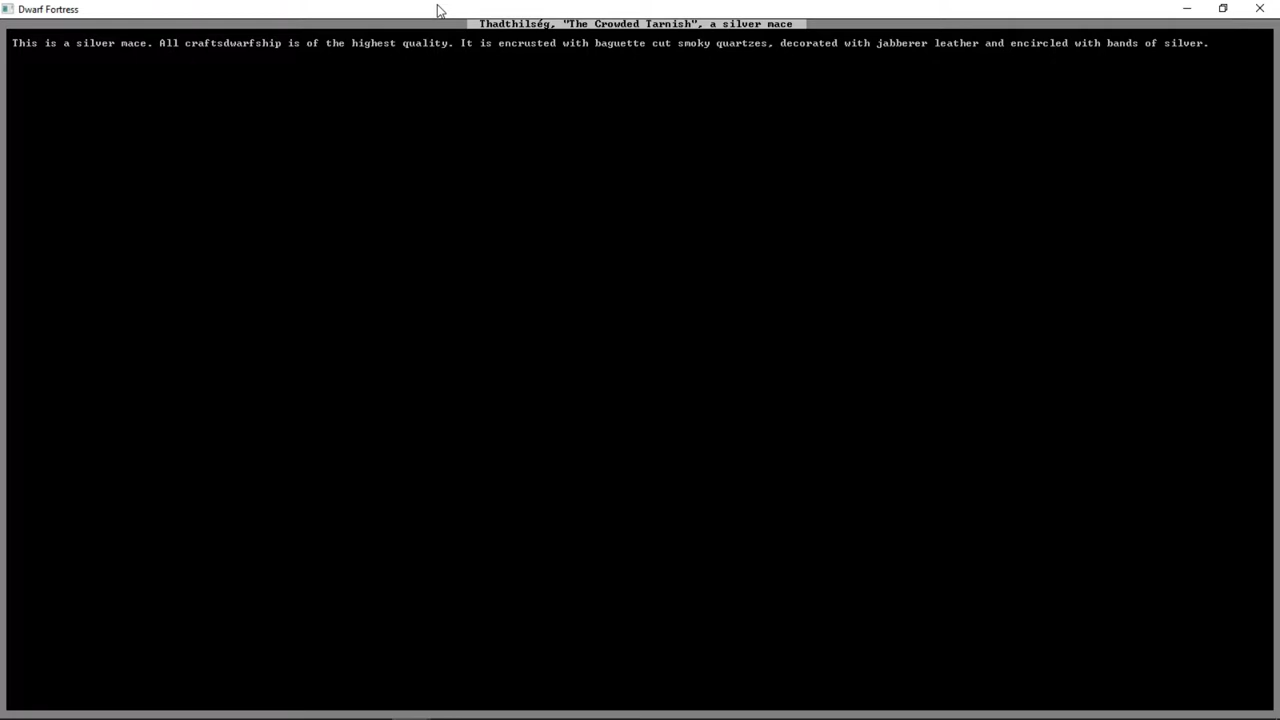 Dwarf Fortress
Thadthilség, "The Crowded Tarnish", a silver mace
This is a silver mace. All craftsdwarfship is of the highest quality. It is encrusted with baguette cut smoky quartzes, decorated with jabberer leather and encircled with bands of silver.